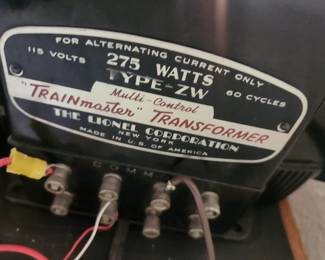 FOR ALTERNATING CURRENT ONLY
115 VOLTS 275 WATTS 60 CYCLES
TYPE-ZW
Multi-Control
"TRAINmaster" TRANSFORMER
THE LIONEL CORPORATION
NEW YORK
MADE IN U.S. OF AMERICA